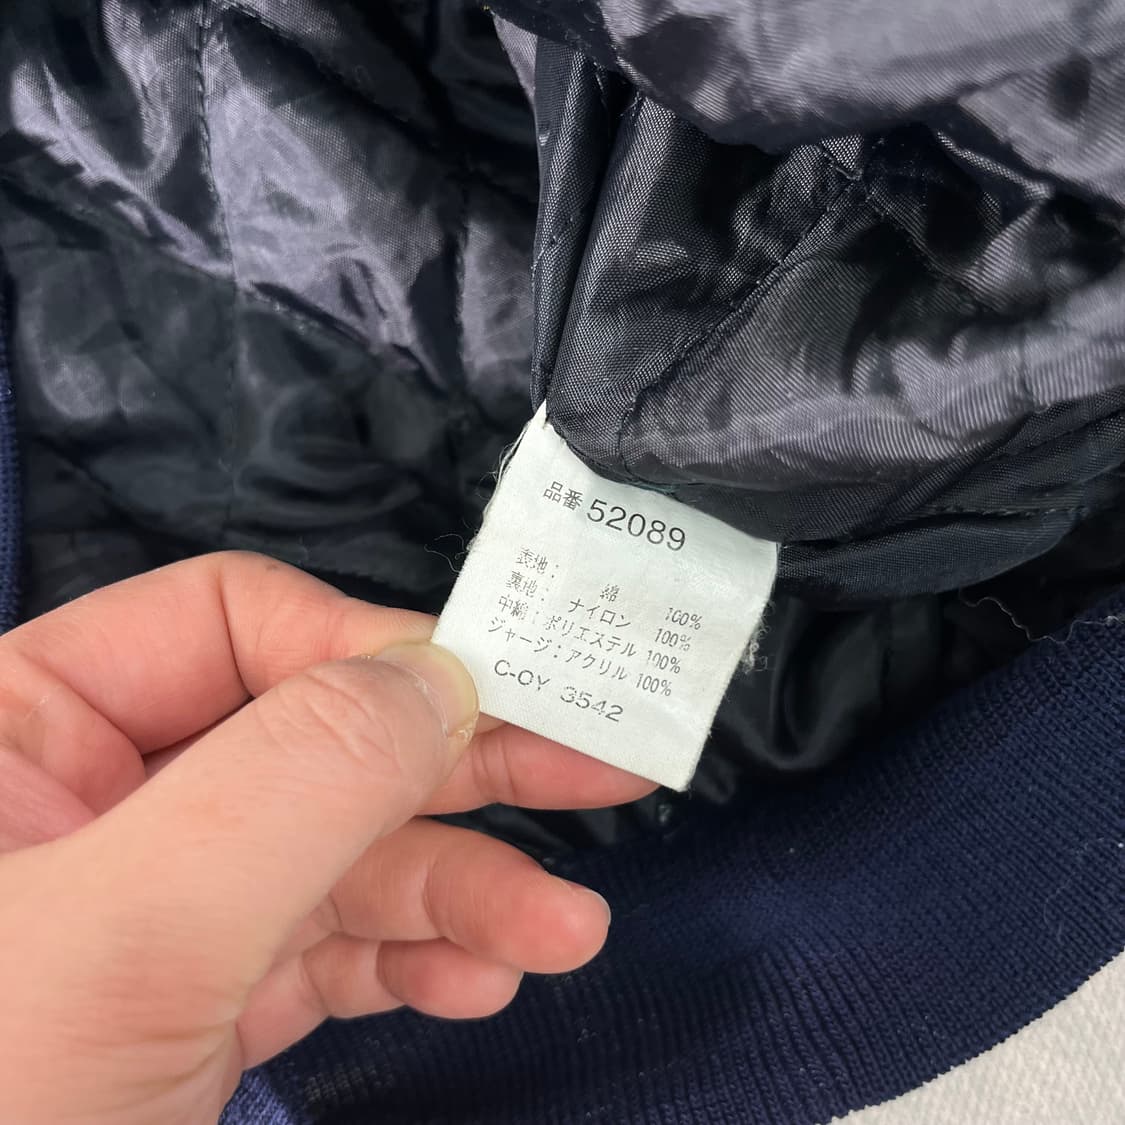 品番 52089
表地: 綿 100%
裏地: ナイロン 100%
中綿: ポリエステル 100%
ジャージ: アクリル 100%
C-OY 3542